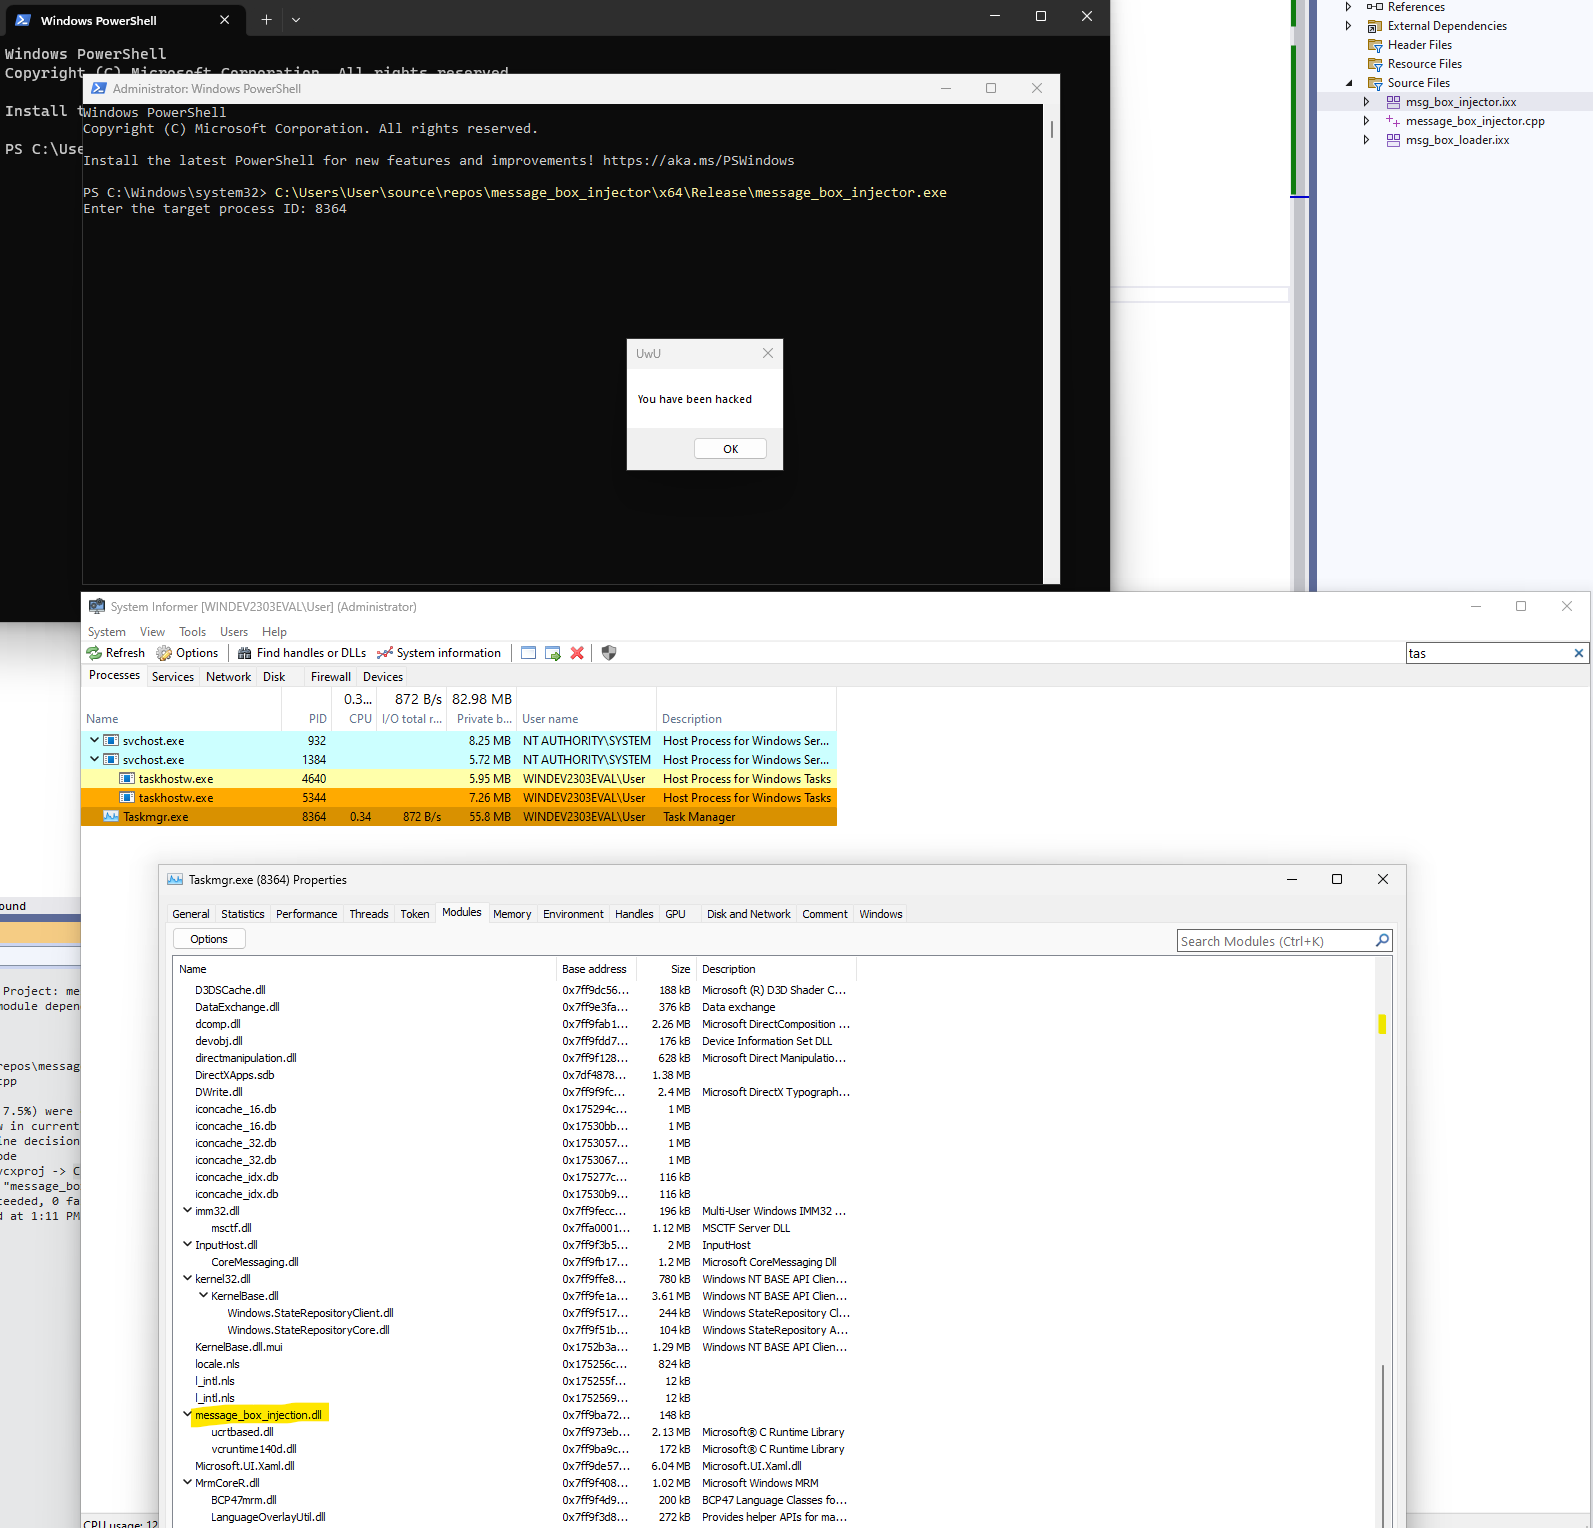 Windows PowerShell
Windows PowerShell
Copyright (C) Microsoft Corporation. All rights reserved.
Install t
PS C:\Use
Administrator: Windows PowerShell
Windows PowerShell
Copyright (C) Microsoft Corporation. All rights reserved.
Install the latest PowerShell for new features and improvements! https://aka.ms/PSWindows
PS C:\Windows\system32> C:\Users\User\source\repos\message_box_injector\x64\Release\message_box_injector.exe
Enter the target process ID: 8364
UwU
You have been hacked
OK
References
External Dependencies
Header Files
Resource Files
Source Files
msg_box_injector.ixx
message_box_injector.cpp
msg_box_loader.ixx
System Informer [WINDEV2303EVAL\User] (Administrator)
System View Tools Users Help
Refresh Options Find handles or DLLs System information tas
Processes Services Network Disk Firewall Devices
0.3... 872 B/s 82.98 MB
Name PID CPU I/O total r... Private b... User name Description
svchost.exe 932 8.25 MB NT AUTHORITY\SYSTEM Host Process for Windows Ser...
svchost.exe 1384 5.72 MB NT AUTHORITY\SYSTEM Host Process for Windows Ser...
taskhostw.exe 4640 5.95 MB WINDEV2303EVAL\User Host Process for Windows Tasks
taskhostw.exe 5344 7.26 MB WINDEV2303EVAL\User Host Process for Windows Tasks
Taskmgr.exe 8364 0.34 872 B/s 55.8 MB WINDEV2303EVAL\User Task Manager
Taskmgr.exe (8364) Properties
General Statistics Performance Threads Token Modules Memory Environment Handles GPU Disk and Network Comment Windows
Options Search Modules (Ctrl+K)
Name Base address Size Description
D3DSCache.dll 0x7ff9dc56... 188 kB Microsoft (R) D3D Shader C...
DataExchange.dll 0x7ff9e3fa... 376 kB Data exchange
dcomp.dll 0x7ff9fab1... 2.26 MB Microsoft DirectComposition ...
devobj.dll 0x7ff9fdd7... 176 kB Device Information Set DLL
directmanipulation.dll 0x7ff9f128... 628 kB Microsoft Direct Manipulatio...
DirectXApps.sdb 0x7df4878... 1.38 MB
DWrite.dll 0x7ff9f9fc... 2.4 MB Microsoft DirectX Typograph...
iconcache_16.db 0x175294c... 1 MB
iconcache_16.db 0x17530bb... 1 MB
iconcache_32.db 0x1753057... 1 MB
iconcache_32.db 0x1753067... 1 MB
iconcache_idx.db 0x175277c... 116 kB
iconcache_idx.db 0x17530b9... 116 kB
imm32.dll 0x7ff9fecc... 196 kB Multi-User Windows IMM32 ...
msctf.dll 0x7ffa0001... 1.12 MB MSCTF Server DLL
InputHost.dll 0x7ff9f3b5... 2 MB InputHost
CoreMessaging.dll 0x7ff9fb17... 1.2 MB Microsoft CoreMessaging Dll
kernel32.dll 0x7ff9ffe8... 780 kB Windows NT BASE API Clien...
KernelBase.dll 0x7ff9fe1a... 3.61 MB Windows NT BASE API Clien...
Windows.StateRepositoryClient.dll 0x7ff9f517... 244 kB Windows StateRepository Cl...
Windows.StateRepositoryCore.dll 0x7ff9f51b... 104 kB Windows StateRepository A...
KernelBase.dll.mui 0x1752b3a... 1.29 MB Windows NT BASE API Clien...
locale.nls 0x175256c... 824 kB
l_intl.nls 0x175255f... 12 kB
l_intl.nls 0x1752569... 12 kB
message_box_injection.dll 0x7ff9ba72... 148 kB
ucrtbased.dll 0x7ff973eb... 2.13 MB Microsoft® C Runtime Library
vcruntime140d.dll 0x7ff9ba9c... 172 kB Microsoft® C Runtime Library
Microsoft.UI.Xaml.dll 0x7ff9de57... 6.04 MB Microsoft.UI.Xaml.dll
MrmCoreR.dll 0x7ff9f408... 1.02 MB Microsoft Windows MRM
BCP47mrm.dll 0x7ff9f4d9... 200 kB BCP47 Language Classes fo...
LanguageOverlayUtil.dll 0x7ff9f3d8... 272 kB Provides helper APIs for ma...
ound
Project: me
module depen
repos\messag
cpp
7.5%) were
w in current
ine decision
ode
vcxproj -> C
"message_bo
ceeded, 0 fa
d at 1:11 PM
CPU usage: 12